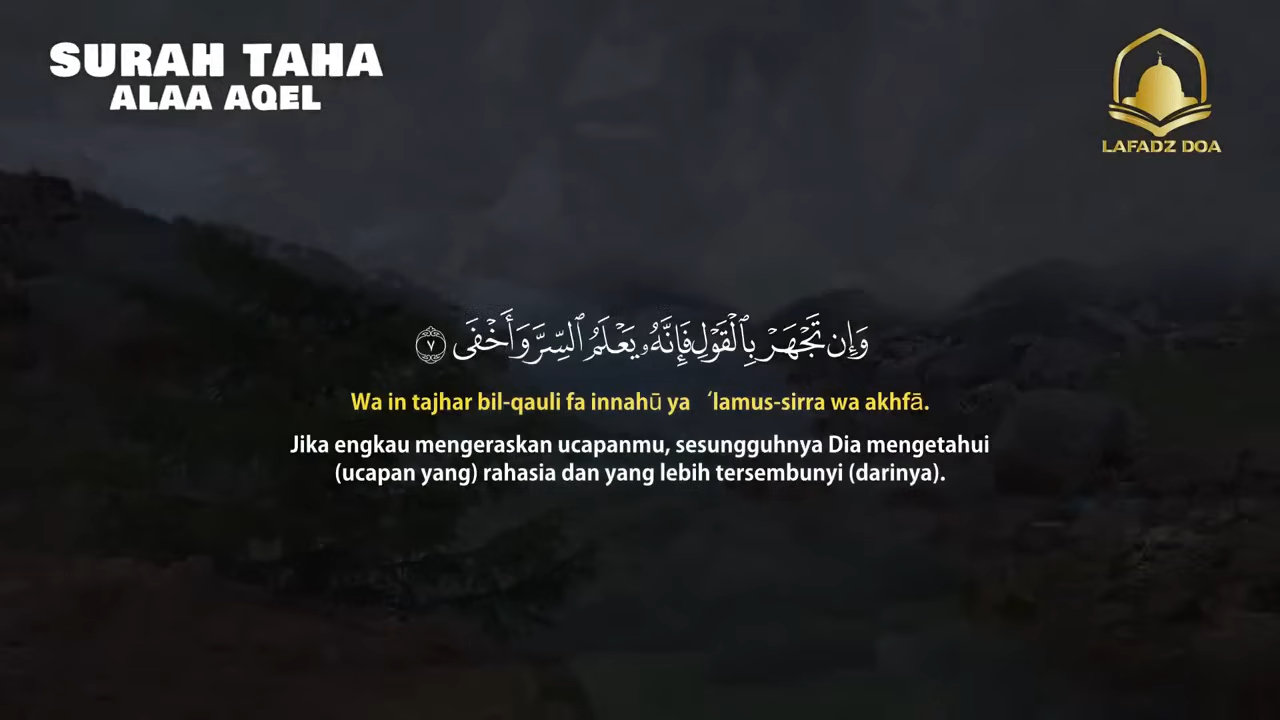 SURAH TAHA
ALAA AQEL
LAFADZ DOA
وَإِن تَجْهَرْ بِٱلْقَوْلِ فَإِنَّهُۥ يَعْلَمُ ٱلسِّرَّ وَأَخْفَى ٧
Wa in tajhar bil-qauli fa innahū ya ‘lamus-sirra wa akhfā.
Jika engkau mengeraskan ucapanmu, sesungguhnya Dia mengetahui
(ucapan yang) rahasia dan yang lebih tersembunyi (darinya).